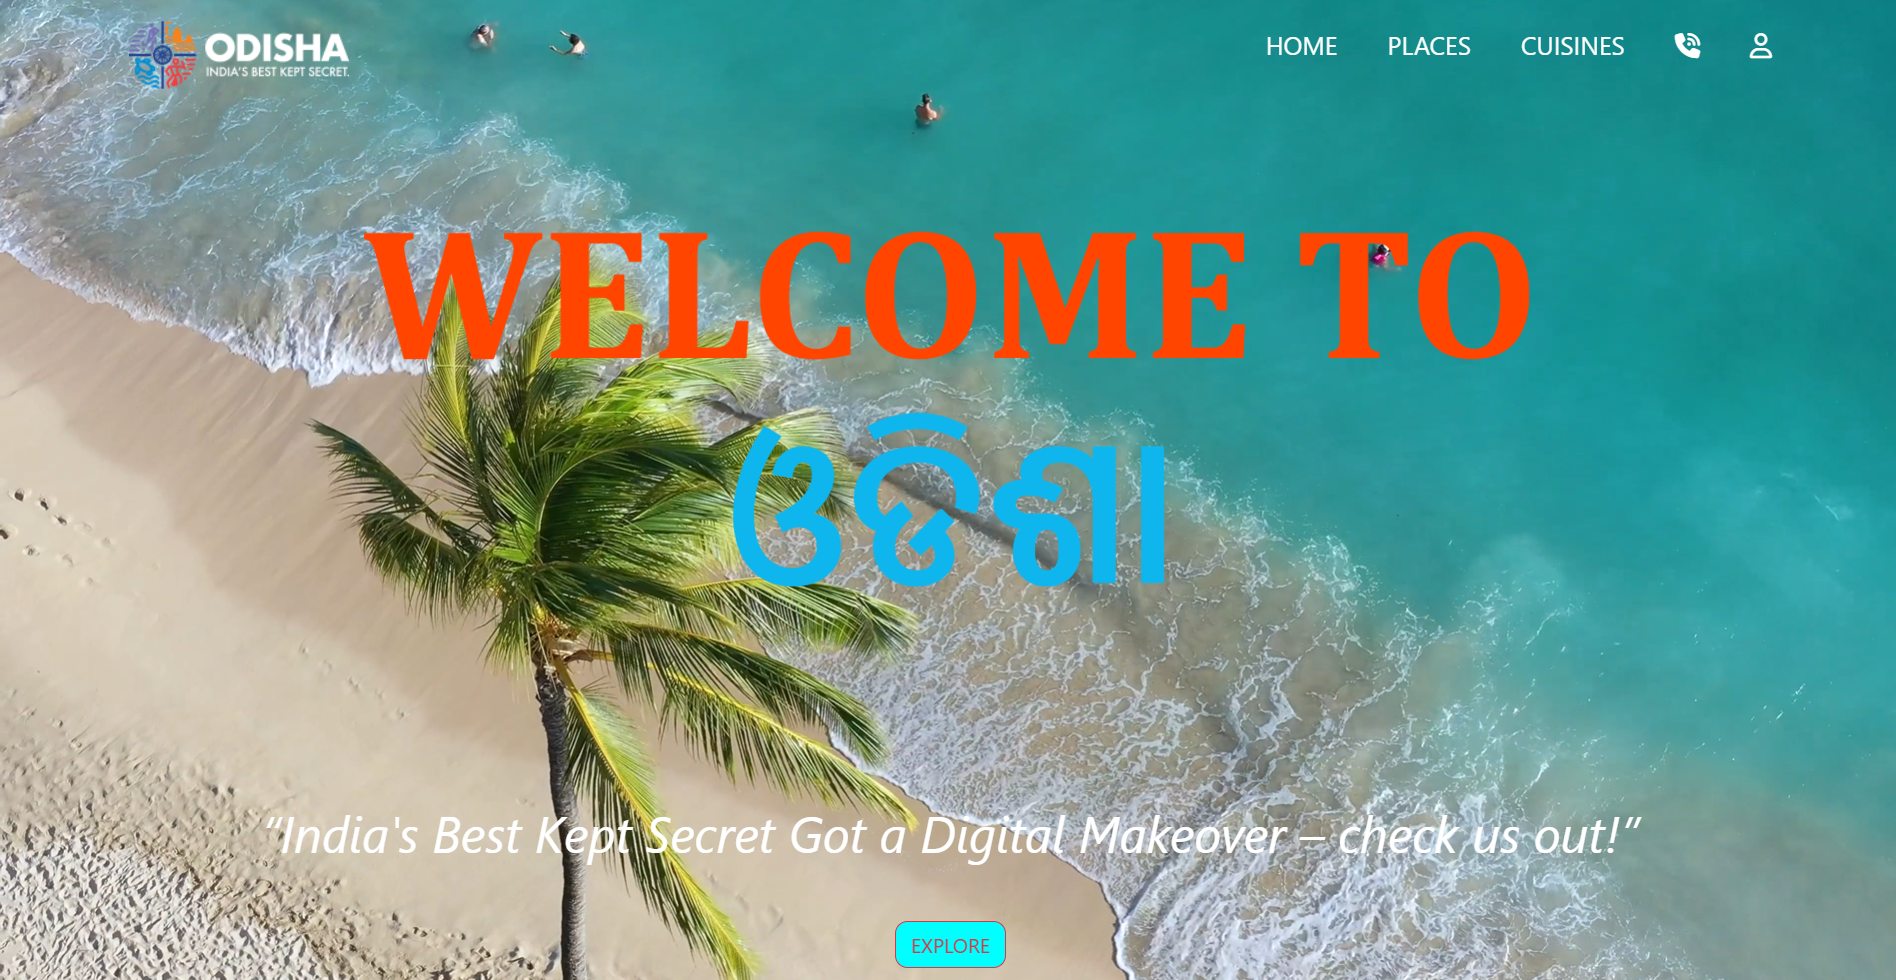 ODISHA
INDIA'S BEST KEPT SECRET.
HOME PLACES CUISINES
WELCOME TO
ଓଡିଶା
“India's Best Kept Secret Got a Digital Makeover – check us out!”
EXPLORE